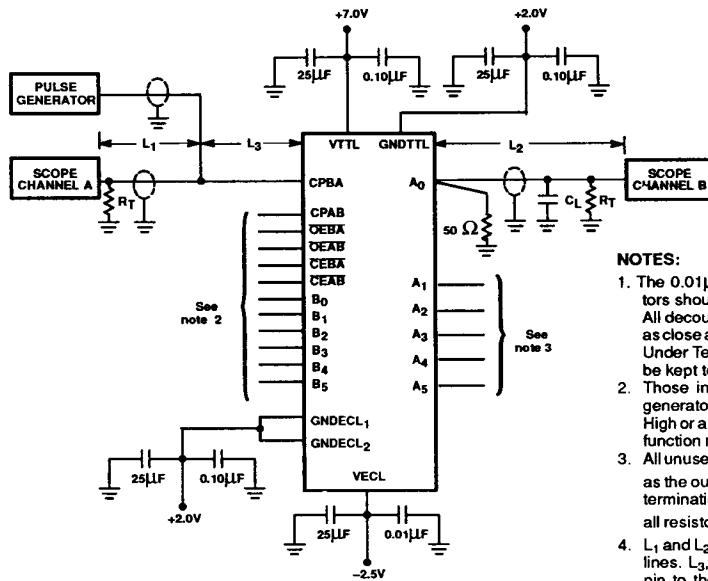 +7.0V
+2.0V
25µF
0.10µF
25µF
0.10µF
PULSE
GENERATOR
L1
L3
VTTL
GNDTTL
L2
SCOPE
CHANNEL A
RT
CPBA
A0
CL
RT
SCOPE
CHANNEL B
50 Ω
CPAB
OEBA
OEAB
CEBA
CEAB
B0
B1
B2
B3
B4
B5
See
note 2
A1
A2
A3
A4
A5
See
note 3
GNDECL1
GNDECL2
VECL
25µF
0.10µF
+2.0V
25µF
0.01µF
–2.5V
NOTES:
1. The 0.01µ
tors shou
All decou
as close a
Under Te
be kept to
2. Those in
generato
High or a
function r
3. All unuse
as the ou
terminati
all resisto
4. L1 and L2
lines. L3,
pin to the